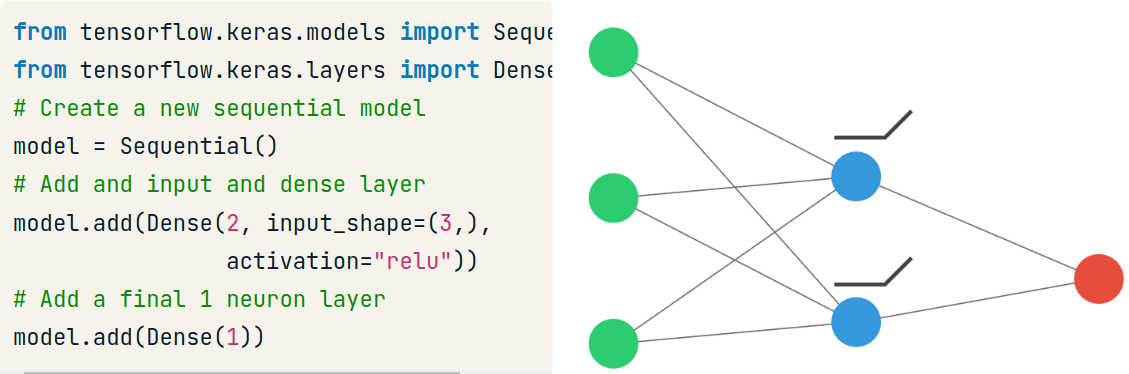 from tensorflow.keras.models import Seque
from tensorflow.keras.layers import Dense
# Create a new sequential model
model = Sequential()
# Add and input and dense layer
model.add(Dense(2, input_shape=(3,),
                activation="relu"))
# Add a final 1 neuron layer
model.add(Dense(1))